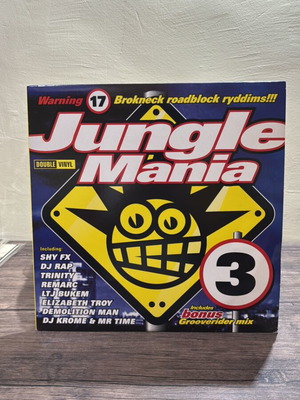 Warning 17 Brokneck roadblock ryddims!!!
Jungle
Mania
DOUBLE VINYL
3
Including:
SHY FX
DJ RAP
TRINITY
REMARC
LTJ BUKEM
ELIZABETH TROY
DEMOLITION MAN
DJ KROME & MR TIME
Includes
bonus
Grooverider mix